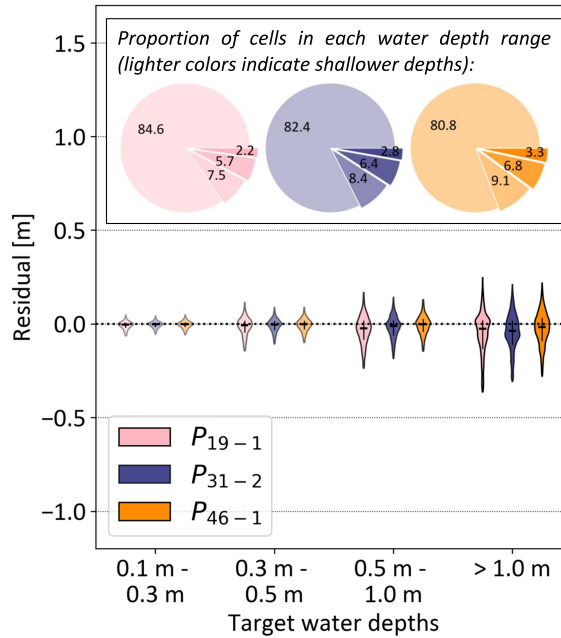 Proportion of cells in each water depth range
(lighter colors indicate shallower depths):
84.6
2.2
5.7
7.5
82.4
2.8
6.4
8.4
80.8
3.3
6.8
9.1
Residual [m]
1.5
1.0
0.5
0.0
−0.5
−1.0
P19 − 1
P31 − 2
P46 − 1
0.1 m -
0.3 m
0.3 m -
0.5 m
0.5 m -
1.0 m
> 1.0 m
Target water depths